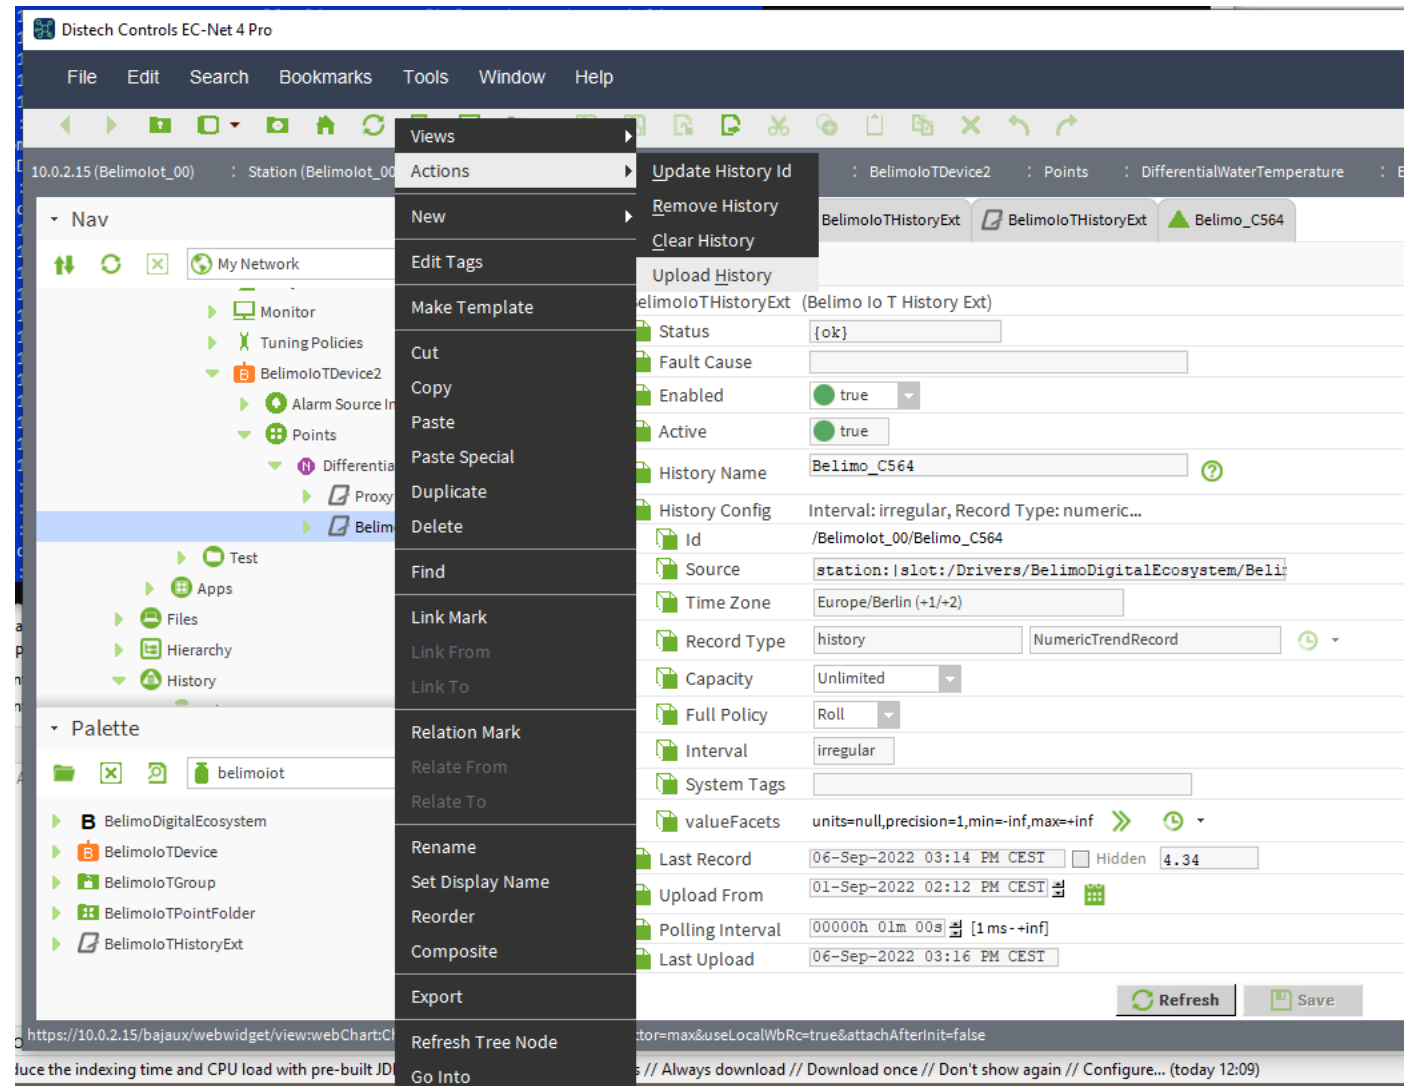 Distech Controls EC-Net 4 Pro
File Edit Search Bookmarks Tools Window Help
10.0.2.15 (BelimoIot_00) : Station (BelimoIot_00 : BelimoIoTDevice2 : Points : DifferentialWaterTemperature :
Nav
My Network
Monitor
Tuning Policies
BelimoIoTDevice2
Alarm Source In
Points
Differentia
Proxy
Belim
Test
Apps
Files
Hierarchy
History
Palette
belimoiot
BelimoDigitalEcosystem
BelimoIoTDevice
BelimoIoTGroup
BelimoIoTPointFolder
BelimoIoTHistoryExt
Views
Actions
New
Edit Tags
Make Template
Cut
Copy
Paste
Paste Special
Duplicate
Delete
Find
Link Mark
Link From
Link To
Relation Mark
Relate From
Relate To
Rename
Set Display Name
Reorder
Composite
Export
Refresh Tree Node
Go Into
Update History Id
Remove History
Clear History
Upload History
BelimoIoTHistoryExt BelimoIoTHistoryExt Belimo_C564
elimoIoTHistoryExt (Belimo Io T History Ext)
Status {ok}
Fault Cause
Enabled true
Active true
History Name Belimo_C564
History Config Interval: irregular, Record Type: numeric...
Id /BelimoIot_00/Belimo_C564
Source station:|slot:/Drivers/BelimoDigitalEcosystem/Beli
Time Zone Europe/Berlin (+1/+2)
Record Type history NumericTrendRecord
Capacity Unlimited
Full Policy Roll
Interval irregular
System Tags
valueFacets units=null,precision=1,min=-inf,max=+inf
Last Record 06-Sep-2022 03:14 PM CEST Hidden 4.34
Upload From 01-Sep-2022 02:12 PM CEST
Polling Interval 00000h 01m 00s [1 ms - +inf]
Last Upload 06-Sep-2022 03:16 PM CEST
Refresh Save
https://10.0.2.15/bajaux/webwidget/view:webChart:Ch tor=max&useLocalWbRc=true&attachAfterInit=false
duce the indexing time and CPU load with pre-built JD s // Always download // Download once // Don't show again // Configure... (today 12:09)